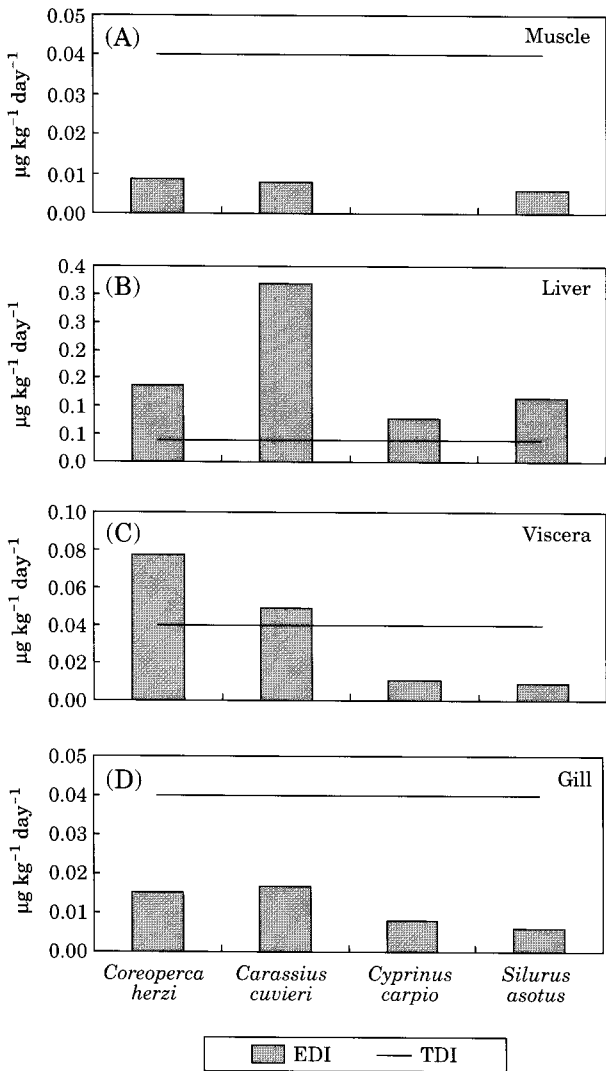 (A)
Muscle
0.05
0.04
0.03
0.02
0.01
0.00
µg kg⁻¹ day⁻¹
(B)
Liver
0.4
0.3
0.3
0.2
0.2
0.1
0.1
0.0
µg kg⁻¹ day⁻¹
(C)
Viscera
0.10
0.08
0.06
0.04
0.02
0.00
µg kg⁻¹ day⁻¹
(D)
Gill
0.05
0.04
0.03
0.02
0.01
0.00
µg kg⁻¹ day⁻¹
Coreoperca herzi
Carassius cuvieri
Cyprinus carpio
Silurus asotus
EDI
TDI